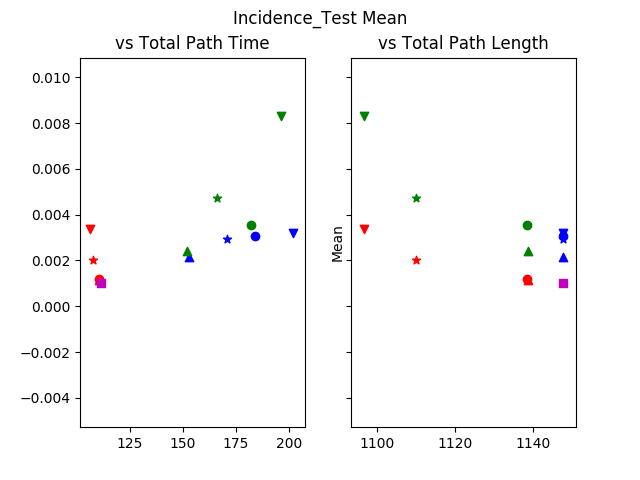 Incidence_Test Mean
vs Total Path Time
vs Total Path Length
0.010
0.008
0.006
0.004
0.002
0.000
−0.002
−0.004
Mean
125 150 175 200
1100 1120 1140